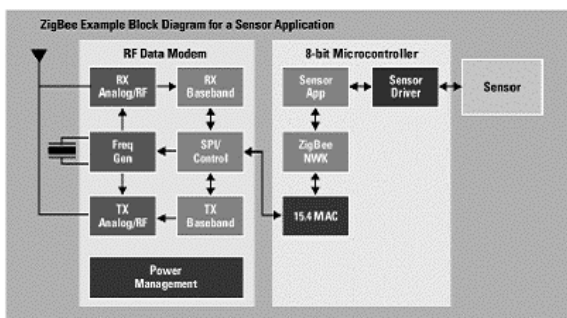 ZigBee Example Block Diagram for a Sensor Application
RF Data Modem
8-bit Microcontroller
RX
Analog/RF
RX
Baseband
Sensor
App
Sensor
Driver
Sensor
Freq
Gen
SPI/
Control
ZigBee
NWK
TX
Analog/RF
TX
Baseband
15.4 MAC
Power
Management